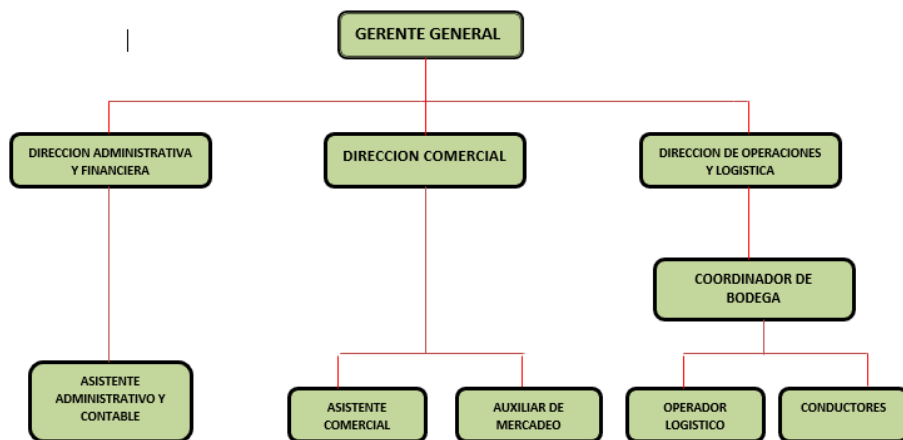 GERENTE GENERAL
DIRECCION ADMINISTRATIVA
Y FINANCIERA
DIRECCION COMERCIAL
DIRECCION DE OPERACIONES
Y LOGISTICA
COORDINADOR DE
BODEGA
ASISTENTE
ADMINISTRATIVO Y
CONTABLE
ASISTENTE
COMERCIAL
AUXILIAR DE
MERCADEO
OPERADOR
LOGISTICO
CONDUCTORES